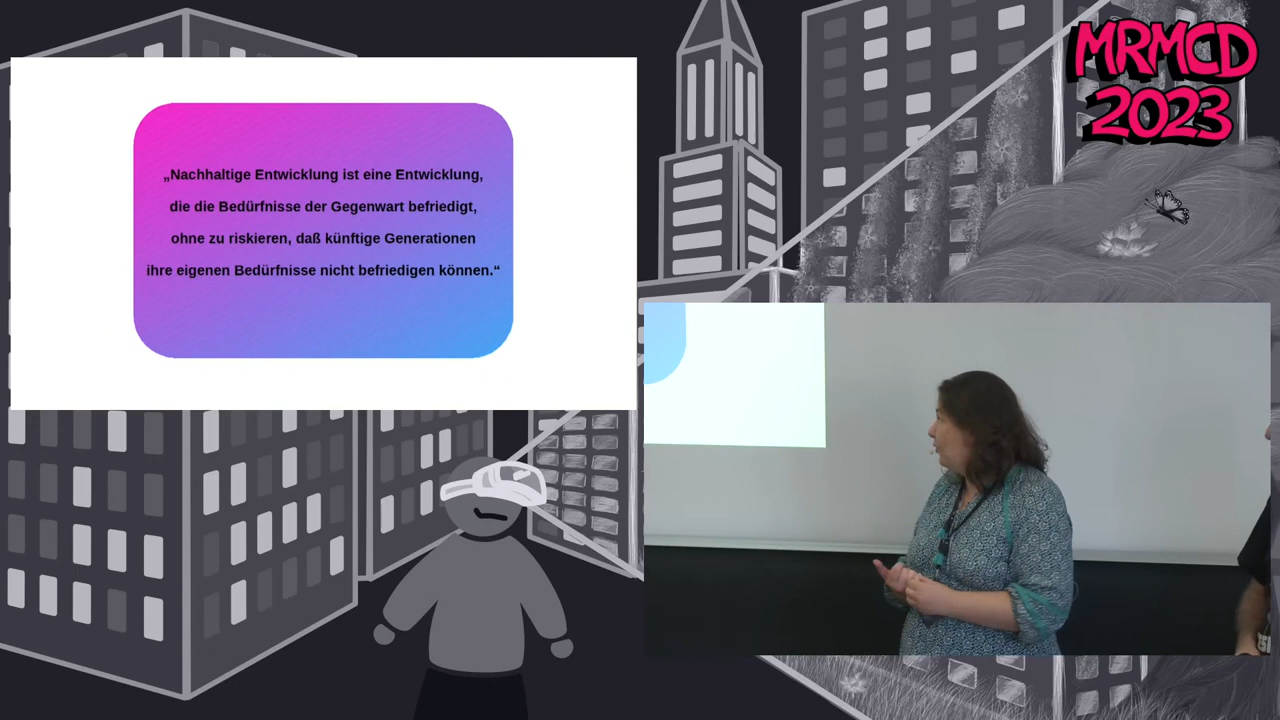 „Nachhaltige Entwicklung ist eine Entwicklung,
die die Bedürfnisse der Gegenwart befriedigt,
ohne zu riskieren, daß künftige Generationen
ihre eigenen Bedürfnisse nicht befriedigen können.“
MRMCD
2023